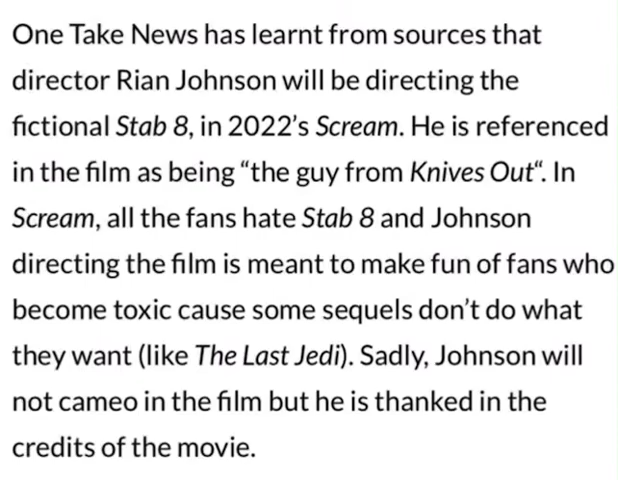 One Take News has learnt from sources that
director Rian Johnson will be directing the
fictional Stab 8, in 2022’s Scream. He is referenced
in the film as being “the guy from Knives Out“. In
Scream, all the fans hate Stab 8 and Johnson
directing the film is meant to make fun of fans who
become toxic cause some sequels don’t do what
they want (like The Last Jedi). Sadly, Johnson will
not cameo in the film but he is thanked in the
credits of the movie.